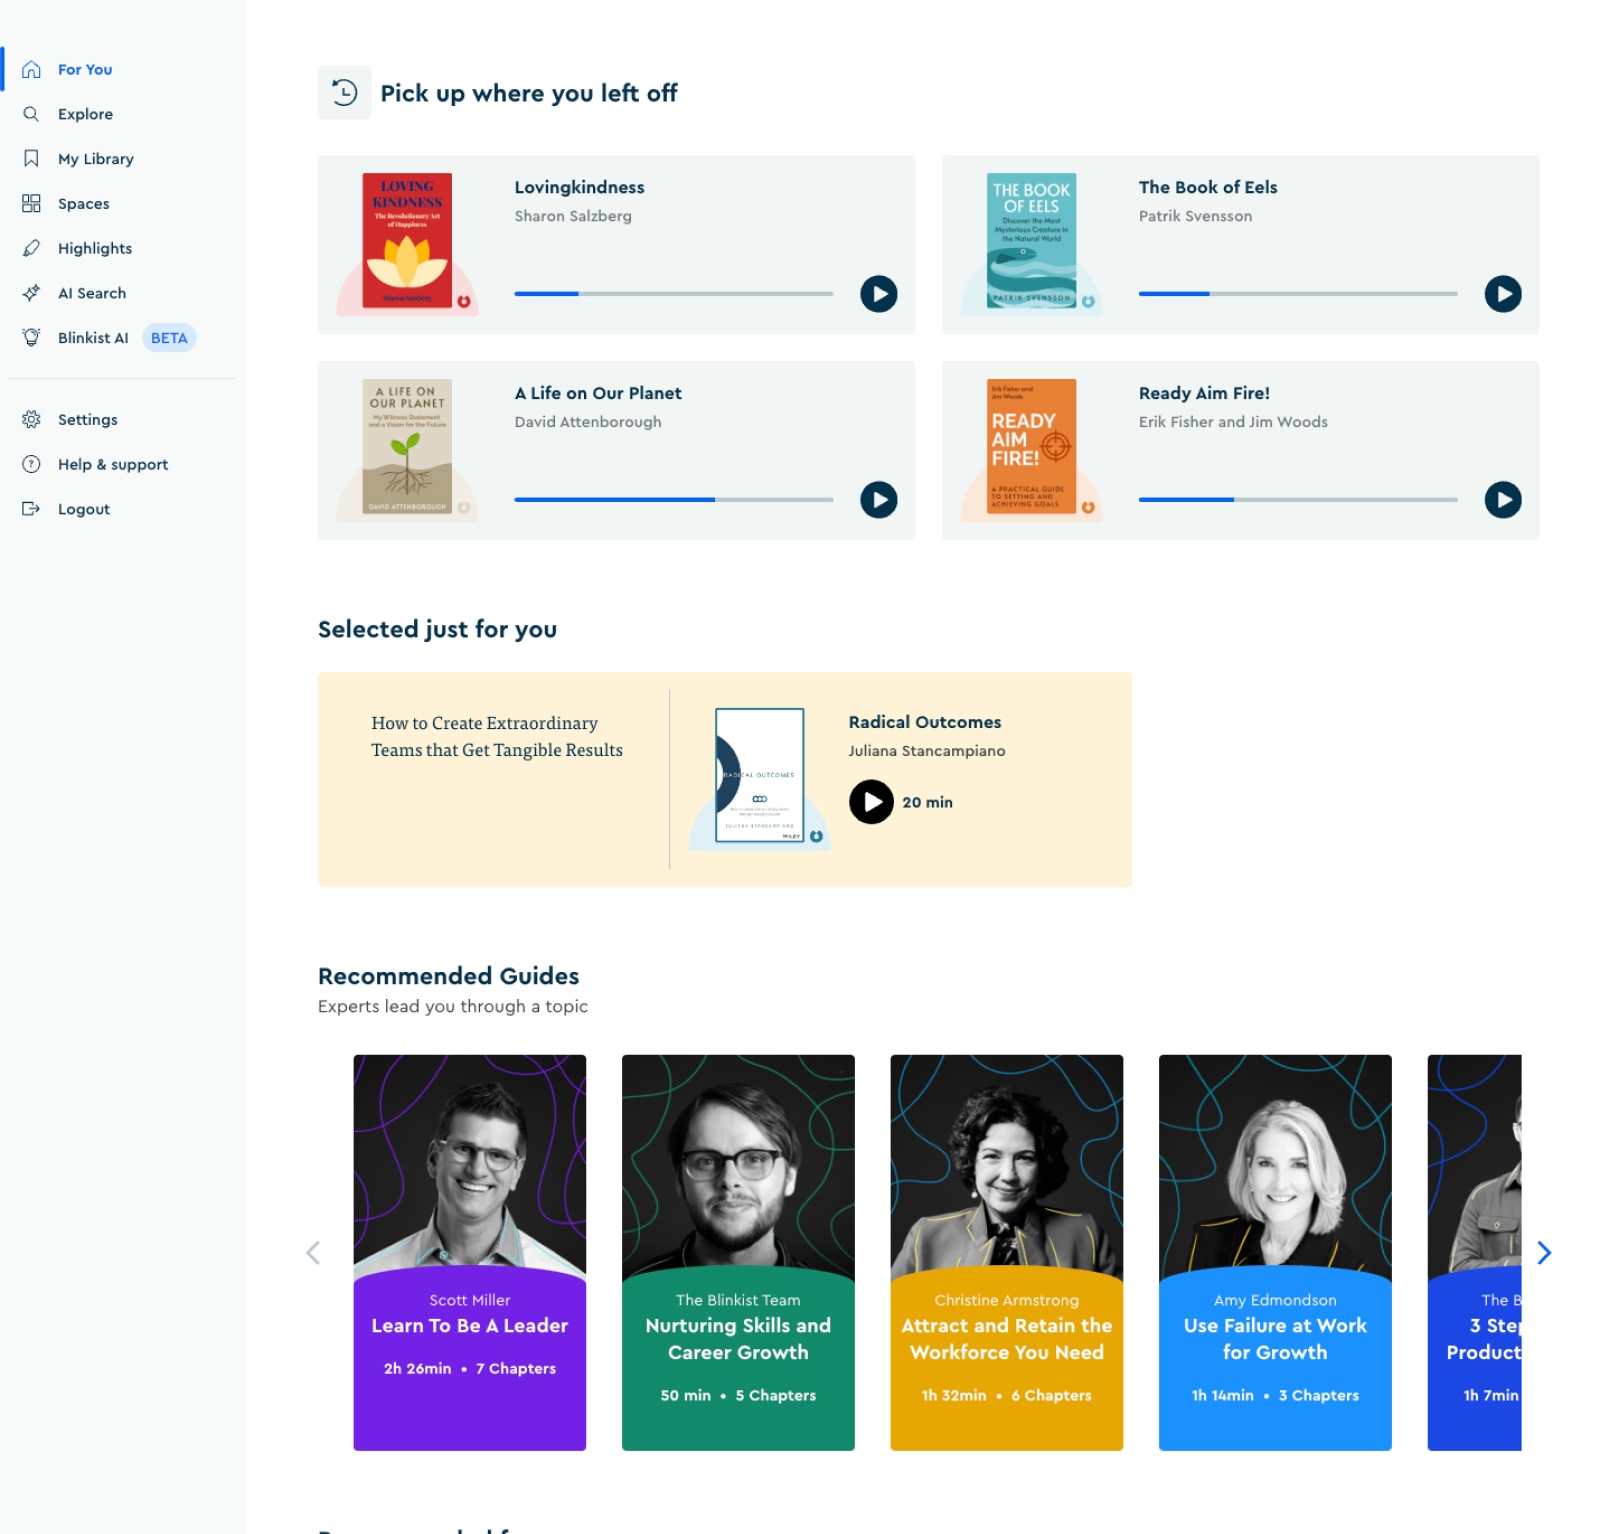 For You
Explore
My Library
Spaces
Highlights
AI Search
Blinkist AI BETA
Settings
Help & support
Logout
Pick up where you left off
LOVING
KINDNESS
The Revolutionary Art
of Happiness
Sharon Salzberg
Lovingkindness
Sharon Salzberg
THE BOOK
OF EELS
Discover the Most
Mysterious Creature in
the Natural World
PATRIK SVENSSON
The Book of Eels
Patrik Svensson
A LIFE ON
OUR PLANET
My Witness Statement
and a Vision for the Future
DAVID ATTENBOROUGH
A Life on Our Planet
David Attenborough
Erik Fisher and
Jim Woods
READY
AIM
FIRE!
A PRACTICAL GUIDE
TO SETTING AND
ACHIEVING GOALS
Ready Aim Fire!
Erik Fisher and Jim Woods
Selected just for you
How to Create Extraordinary
Teams that Get Tangible Results
RADICAL OUTCOMES
JULIANA STANCAMPIANO
WILEY
Radical Outcomes
Juliana Stancampiano
20 min
Recommended Guides
Experts lead you through a topic
Scott Miller
Learn To Be A Leader
2h 26min • 7 Chapters
The Blinkist Team
Nurturing Skills and
Career Growth
50 min • 5 Chapters
Christine Armstrong
Attract and Retain the
Workforce You Need
1h 32min • 6 Chapters
Amy Edmondson
Use Failure at Work
for Growth
1h 14min • 3 Chapters
The B
3 Step
Product
1h 7min